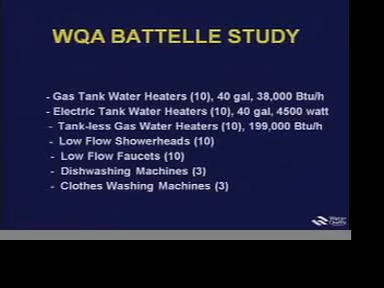 WQA BATTELLE STUDY
- Gas Tank Water Heaters (10), 40 gal, 38,000 Btu/h
- Electric Tank Water Heaters (10), 40 gal, 4500 watt
- Tank-less Gas Water Heaters (10), 199,000 Btu/h
- Low Flow Showerheads (10)
- Low Flow Faucets (10)
- Dishwashing Machines (3)
- Clothes Washing Machines (3)
Water
Quality